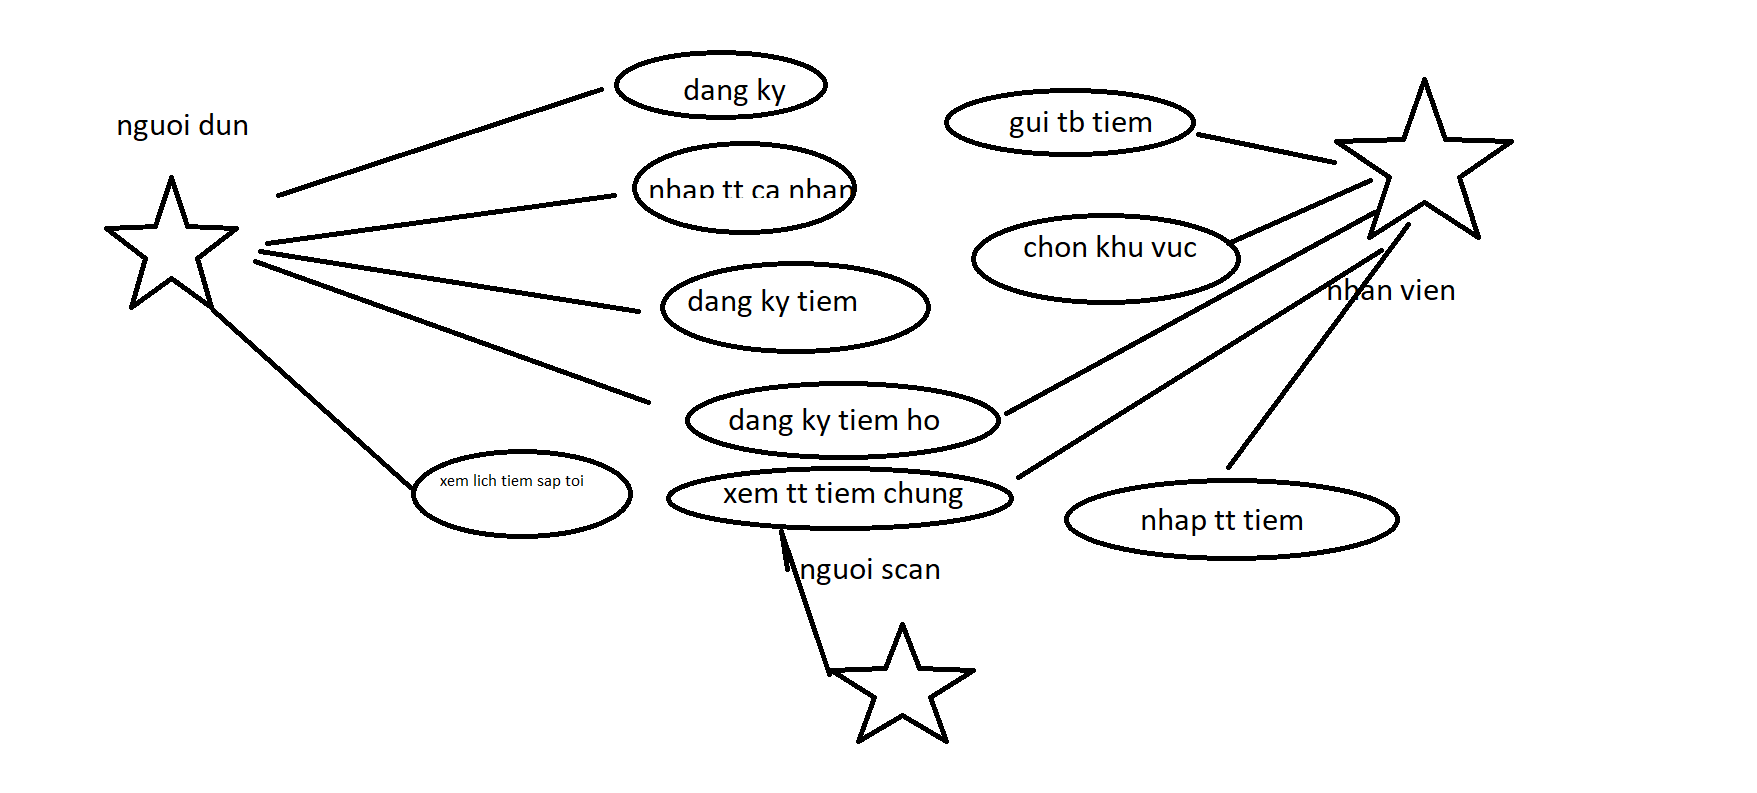 dang ky
nguoi dun
gui tb tiem
nhap tt ca nhan
chon khu vuc
dang ky tiem
nhan vien
dang ky tiem ho
xem lich tiem sap toi
xem tt tiem chung
nhap tt tiem
nguoi scan